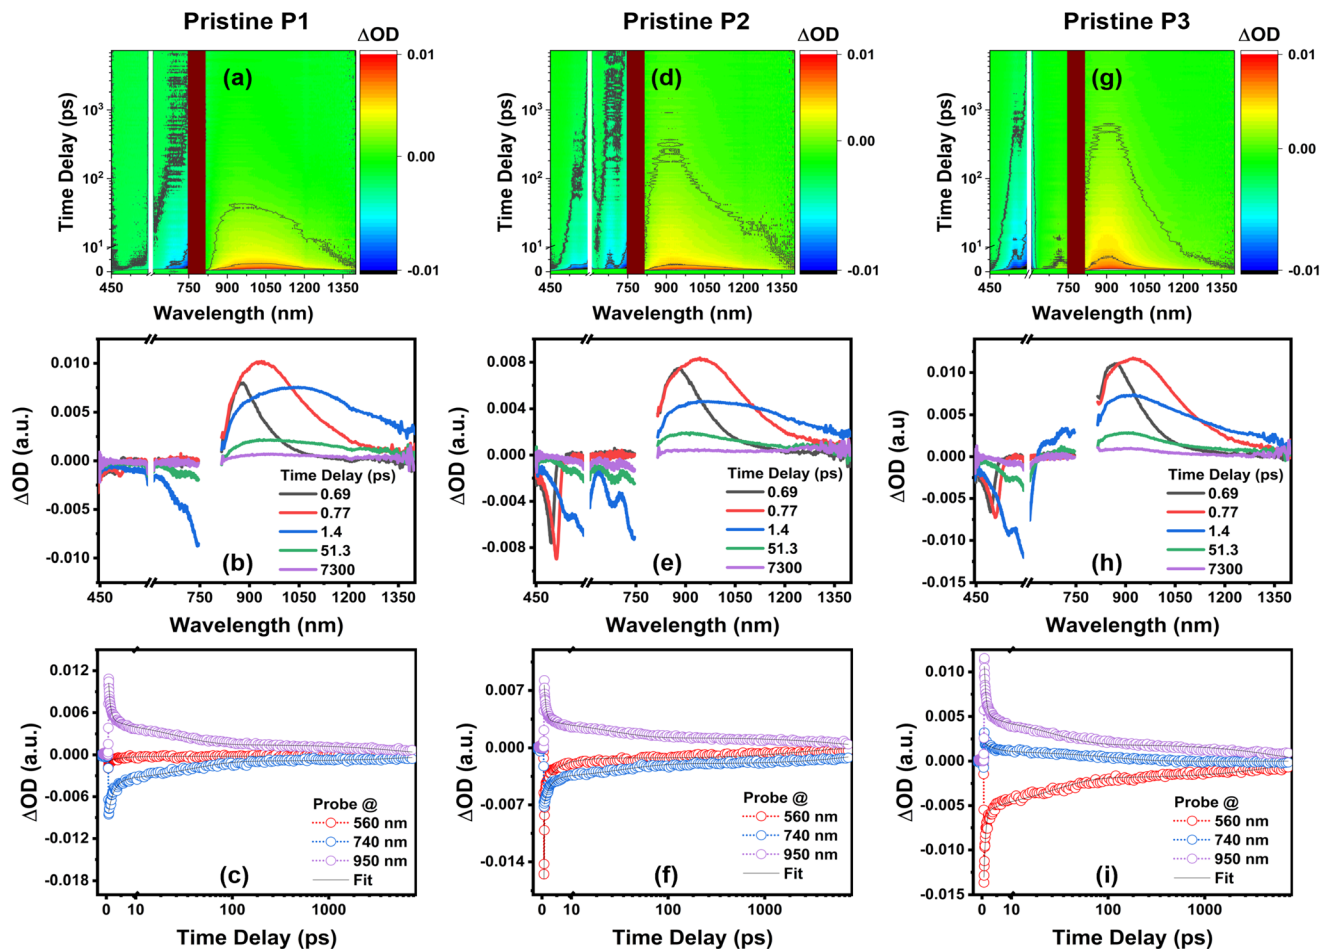 Pristine P1
Pristine P2
Pristine P3
(a)
ΔOD
0.01
0.00
-0.01
Time Delay (ps)
10³
10²
10¹
0
450 600 750 900 1050 1200 1350
Wavelength (nm)
(d)
ΔOD
0.01
0.00
-0.01
Time Delay (ps)
10³
10²
10¹
0
450 600 750 900 1050 1200 1350
Wavelength (nm)
(g)
ΔOD
0.01
0.00
-0.01
Time Delay (ps)
10³
10²
10¹
0
450 600 750 900 1050 1200 1350
Wavelength (nm)
ΔOD (a.u.)
0.010
0.005
0.000
-0.005
-0.010
Time Delay (ps)
0.69
0.77
1.4
51.3
7300
(b)
450 750 900 1050 1200 1350
Wavelength (nm)
ΔOD (a.u.)
0.008
0.004
0.000
-0.004
-0.008
Time Delay (ps)
0.69
0.77
1.4
51.3
7300
(e)
450 600 750 900 1050 1200 1350
Wavelength (nm)
ΔOD (a.u)
0.010
0.005
0.000
-0.005
-0.010
-0.015
Time Delay (ps)
0.69
0.77
1.4
51.3
7300
(h)
450 600 750 900 1050 1200 1350
Wavelength (nm)
ΔOD (a.u.)
0.012
0.006
0.000
-0.006
-0.012
-0.018
Probe @
560 nm
740 nm
950 nm
Fit
(c)
0 10 100 1000
Time Delay (ps)
ΔOD (a.u.)
0.007
0.000
-0.007
-0.014
Probe @
560 nm
740 nm
950 nm
Fit
(f)
0 10 100 1000
Time Delay (ps)
ΔOD (a.u.)
0.010
0.005
0.000
-0.005
-0.010
-0.015
Probe @
560 nm
740 nm
950 nm
Fit
(i)
0 10 100 1000
Time Delay (ps)